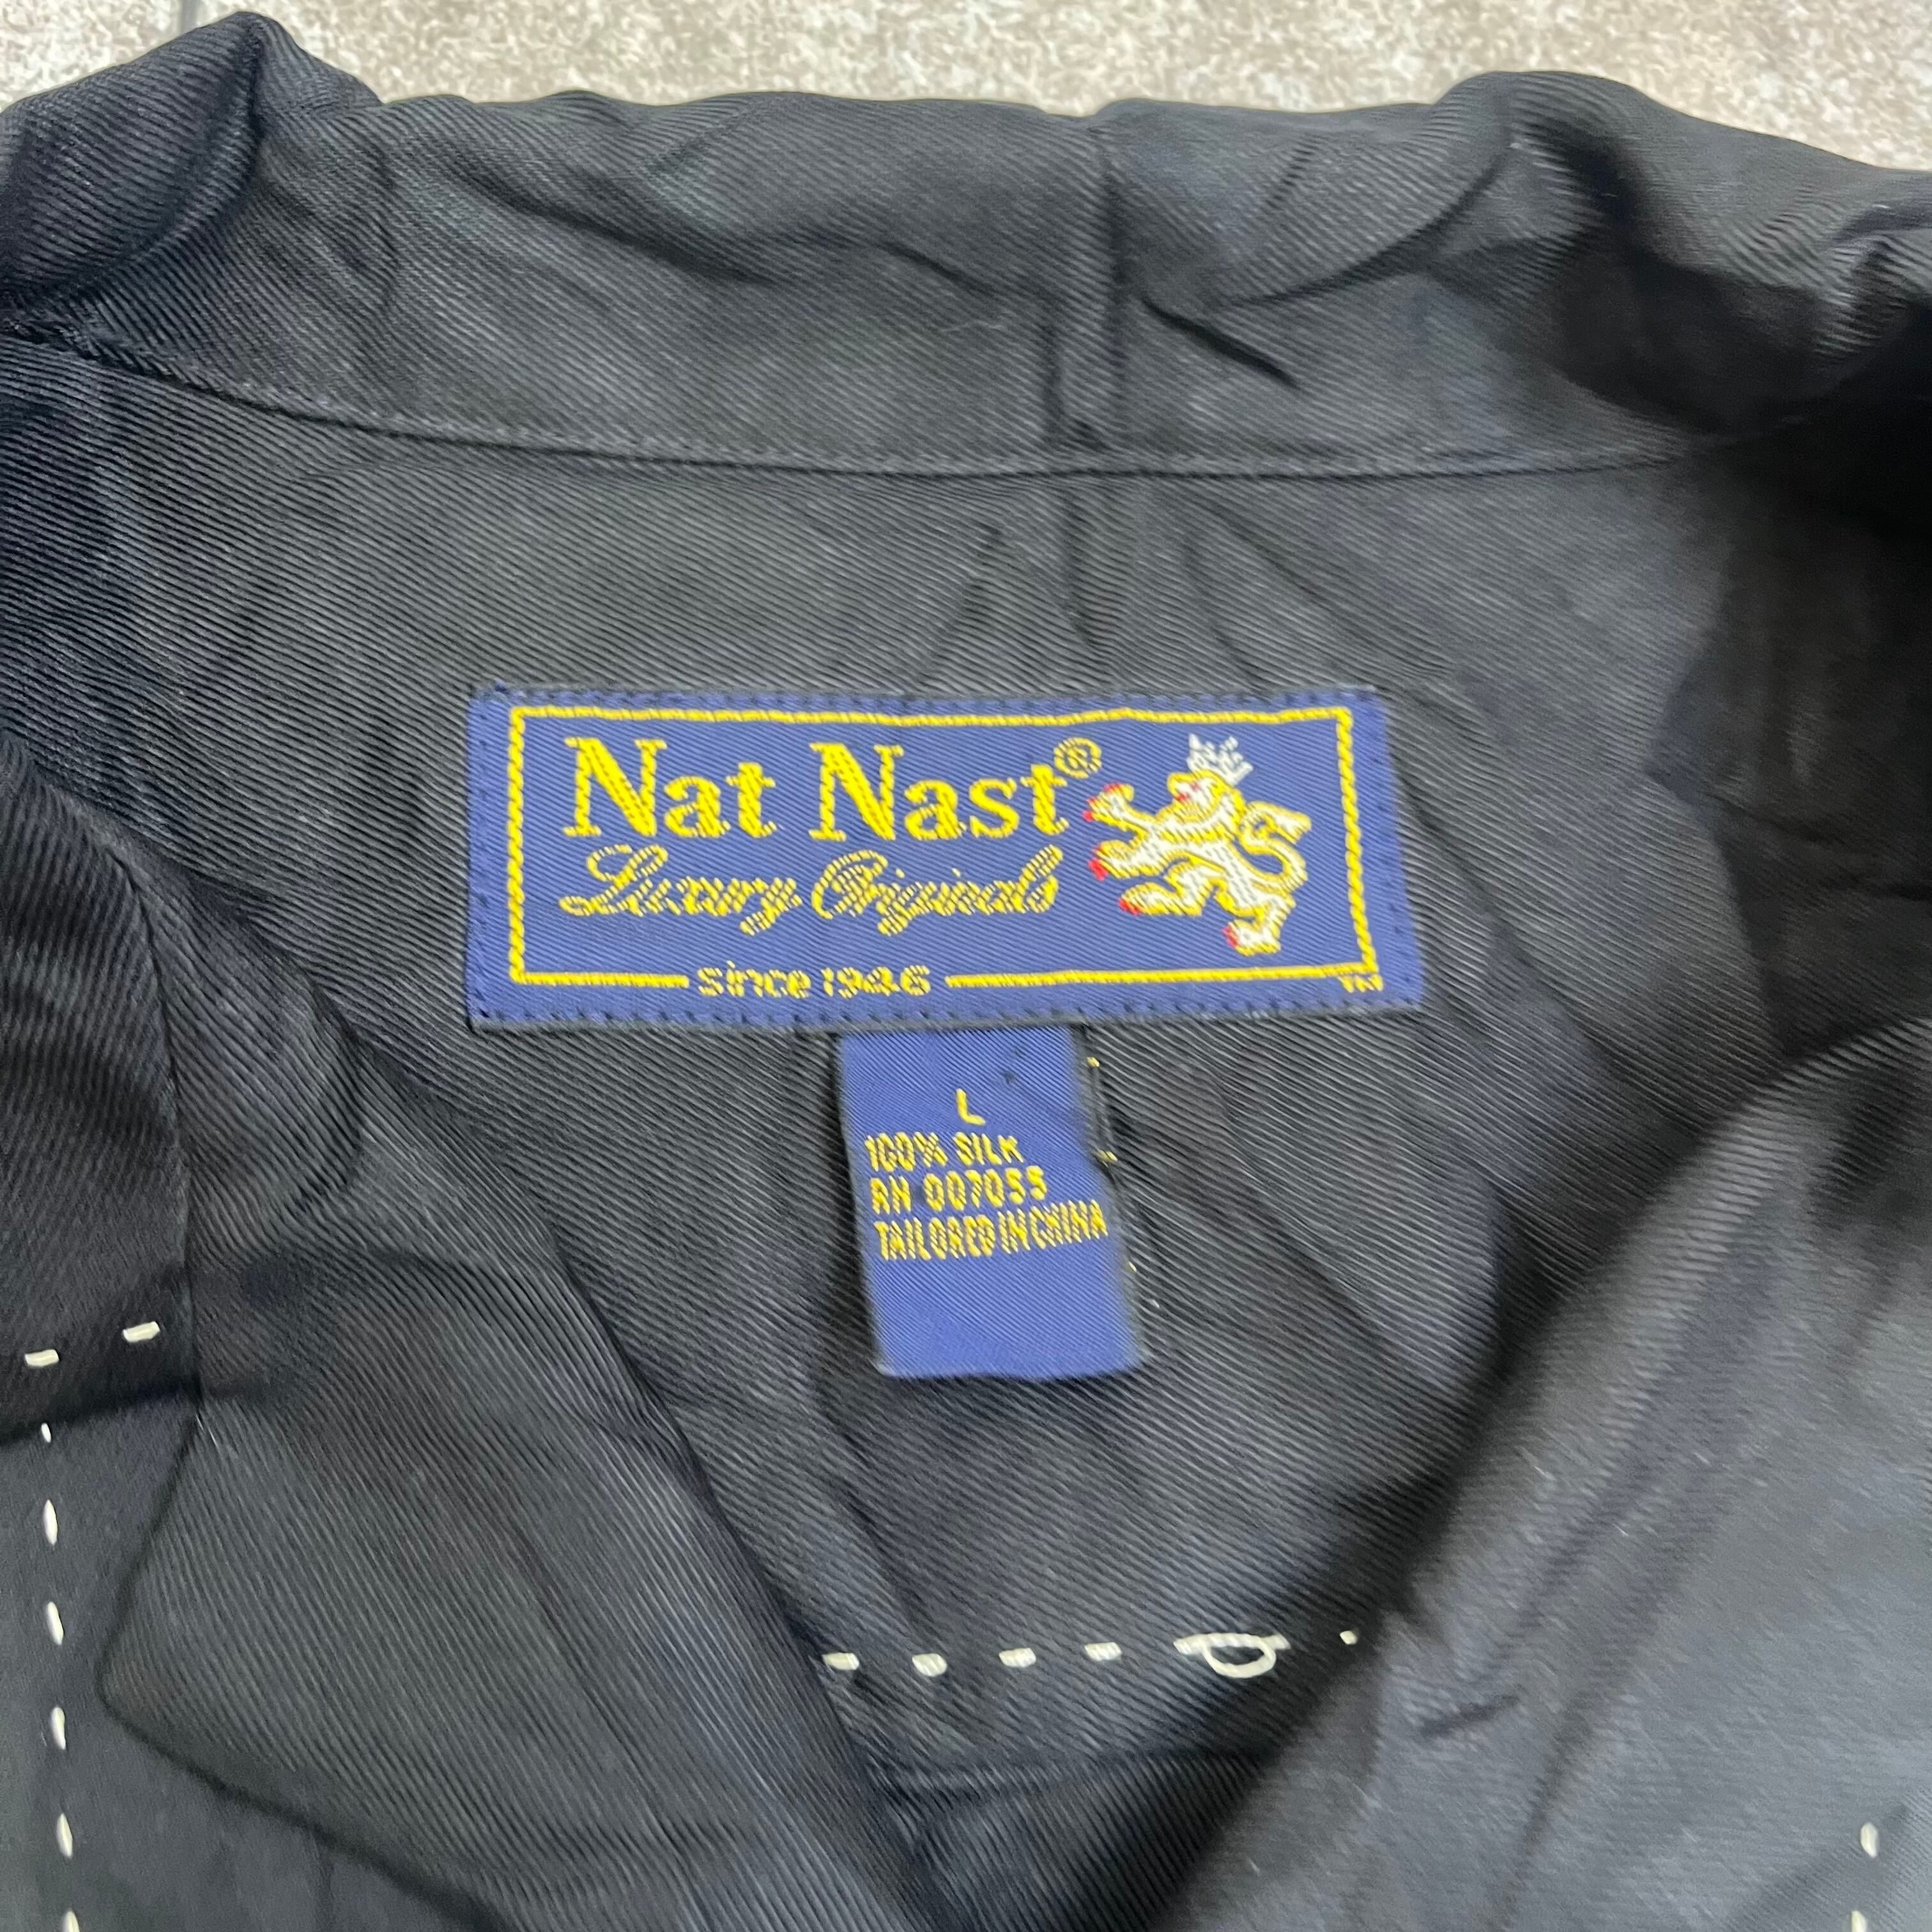 Nat Nast®
Luxury Originals
since 1946
TM
L
100% SILK
RN 007055
TAILORED IN CHINA